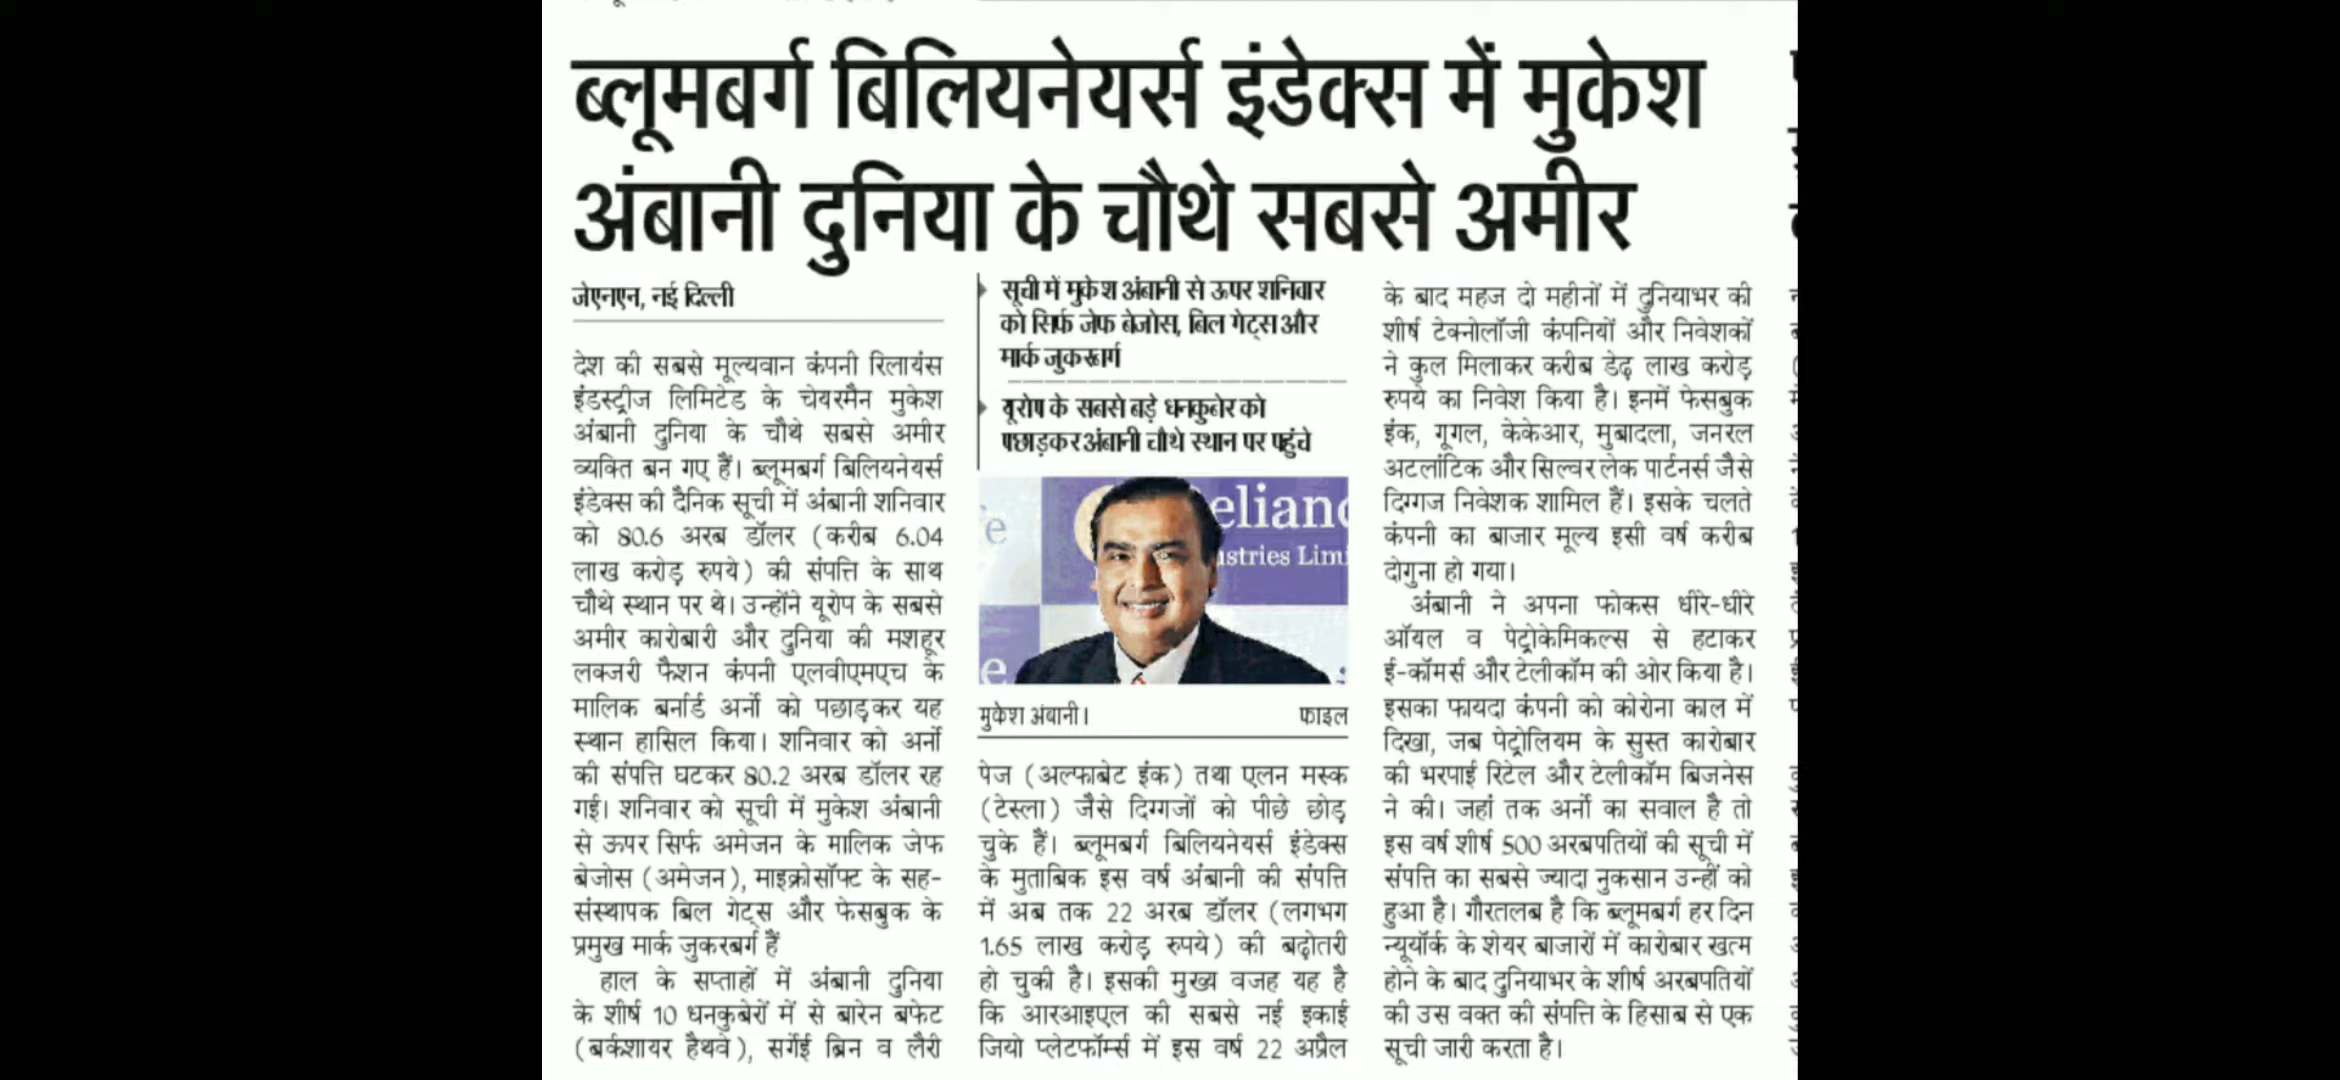 ब्लूमबर्ग बिलियनेयर्स इंडेक्स में मुकेश
अंबानी दुनिया के चौथे सबसे अमीर
जेएनएन, नई दिल्ली
देश की सबसे मूल्यवान कंपनी रिलायंस
इंडस्ट्रीज लिमिटेड के चेयरमैन मुकेश
अंबानी दुनिया के चौथे सबसे अमीर
व्यक्ति बन गए हैं। ब्लूमबर्ग बिलियनेयर्स
इंडेक्स की दैनिक सूची में अंबानी शनिवार
को 80.6 अरब डॉलर (करीब 6.04
लाख करोड़ रुपये) की संपत्ति के साथ
चौथे स्थान पर थे। उन्होंने यूरोप के सबसे
अमीर कारोबारी और दुनिया की मशहूर
लक्जरी फैशन कंपनी एलवीएमएच के
मालिक बर्नार्ड अर्नो को पछाड़कर यह
स्थान हासिल किया। शनिवार को अर्नो
की संपत्ति घटकर 80.2 अरब डॉलर रह
गई। शनिवार को सूची में मुकेश अंबानी
से ऊपर सिर्फ अमेजन के मालिक जेफ
बेजोस (अमेजन), माइक्रोसॉफ्ट के सह-
संस्थापक बिल गेट्स और फेसबुक के
प्रमुख मार्क जुकरबर्ग हैं
हाल के सप्ताहों में अंबानी दुनिया
के शीर्ष 10 धनकुबेरों में से बारेन बफेट
(बर्कशायर हैथवे), सर्गेई ब्रिन व लैरी
सूची में मुकेश अंबानी से ऊपर शनिवार
को सिर्फ जेफ बेजोस, बिल गेट्स और
मार्क जुकरबर्ग
यूरोप के सबसे बड़े धनकुबेर को
पछाड़कर अंबानी चौथे स्थान पर पहुंचे
elianc
ustries Limi
मुकेश अंबानी। फाइल
पेज (अल्फाबेट इंक) तथा एलन मस्क
(टेस्ला) जैसे दिग्गजों को पीछे छोड़
चुके हैं। ब्लूमबर्ग बिलियनेयर्स इंडेक्स
के मुताबिक इस वर्ष अंबानी की संपत्ति
में अब तक 22 अरब डॉलर (लगभग
1.65 लाख करोड़ रुपये) की बढ़ोतरी
हो चुकी है। इसकी मुख्य वजह यह है
कि आरआइएल की सबसे नई इकाई
जियो प्लेटफॉर्म्स में इस वर्ष 22 अप्रैल
के बाद महज दो महीनों में दुनियाभर की
शीर्ष टेक्नोलॉजी कंपनियों और निवेशकों
ने कुल मिलाकर करीब डेढ़ लाख करोड़
रुपये का निवेश किया है। इनमें फेसबुक
इंक, गूगल, केकेआर, मुबादला, जनरल
अटलांटिक और सिल्वर लेक पार्टनर्स जैसे
दिग्गज निवेशक शामिल हैं। इसके चलते
कंपनी का बाजार मूल्य इसी वर्ष करीब
दोगुना हो गया।
अंबानी ने अपना फोकस धीरे-धीरे
ऑयल व पेट्रोकेमिकल्स से हटाकर
ई-कॉमर्स और टेलीकॉम की ओर किया है।
इसका फायदा कंपनी को कोरोना काल में
दिखा, जब पेट्रोलियम के सुस्त कारोबार
की भरपाई रिटेल और टेलीकॉम बिजनेस
ने की। जहां तक अर्नो का सवाल है तो
इस वर्ष शीर्ष 500 अरबपतियों की सूची में
संपत्ति का सबसे ज्यादा नुकसान उन्हीं को
हुआ है। गौरतलब है कि ब्लूमबर्ग हर दिन
न्यूयॉर्क के शेयर बाजारों में कारोबार खत्म
होने के बाद दुनियाभर के शीर्ष अरबपतियों
की उस वक्त की संपत्ति के हिसाब से एक
सूची जारी करता है।